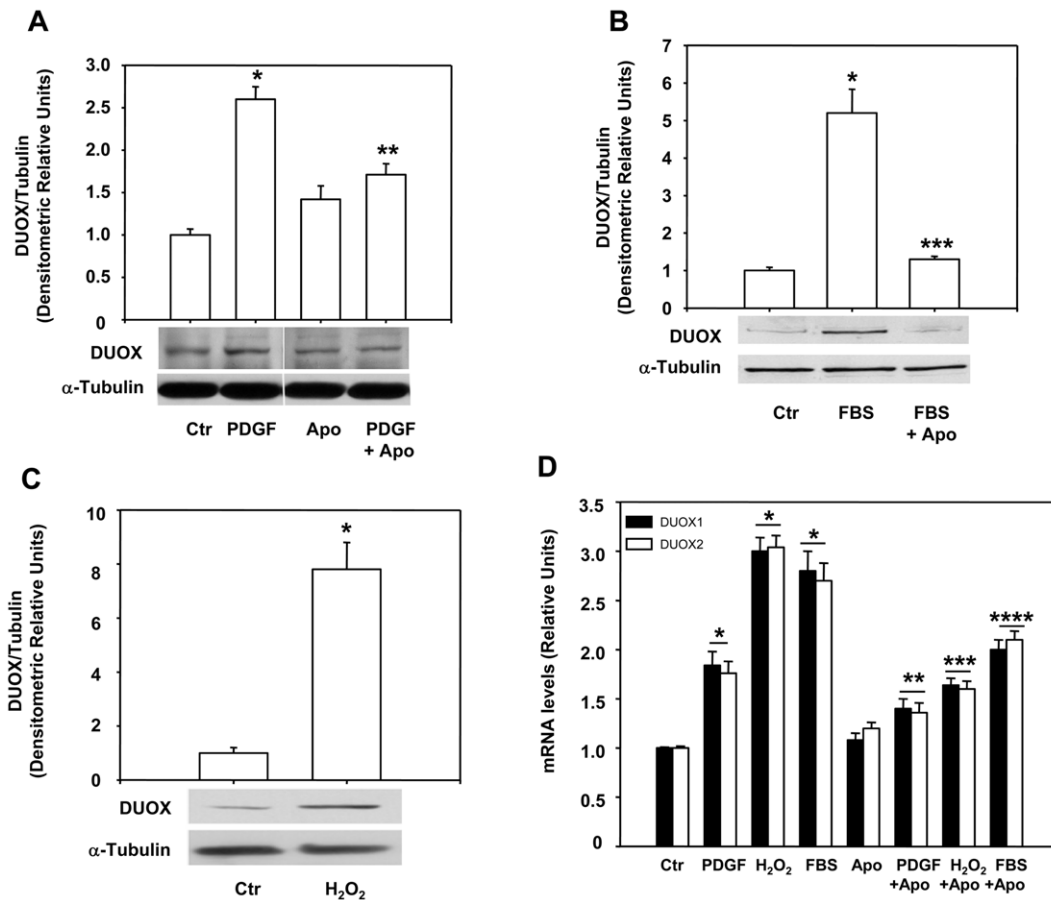 A
DUOX/Tubulin
(Densitometric Relative Units)
3.0
2.5
2.0
1.5
1.0
0.5
0
*
**
DUOX
α-Tubulin
Ctr PDGF Apo PDGF
+ Apo
B
DUOX/Tubulin
(Densitometric Relative Units)
7
6
5
4
3
2
1
0
*
***
DUOX
α-Tubulin
Ctr FBS FBS
+ Apo
C
DUOX/Tubulin
(Densitometric Relative Units)
10
8
6
4
2
0
*
DUOX
α-Tubulin
Ctr H₂O₂
D
mRNA levels (Relative Units)
3.5
3.0
2.5
2.0
1.5
1.0
0.5
0
DUOX1
DUOX2
*
*
*
**
***
****
Ctr PDGF H₂O₂ FBS Apo PDGF H₂O₂ FBS
+Apo +Apo +Apo